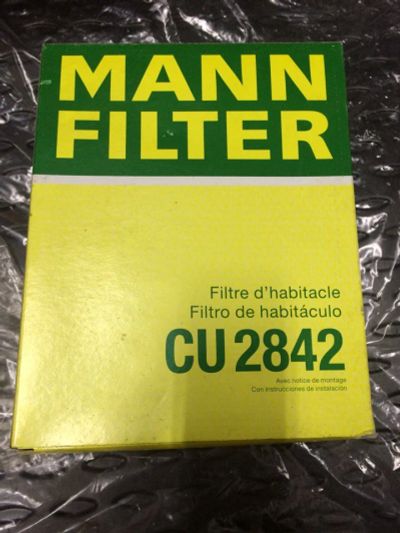 MANN
FILTER
Filtre d'habitacle
Filtro de habitáculo
CU 2842
Avec notice de montage
Con instrucciones de instalación